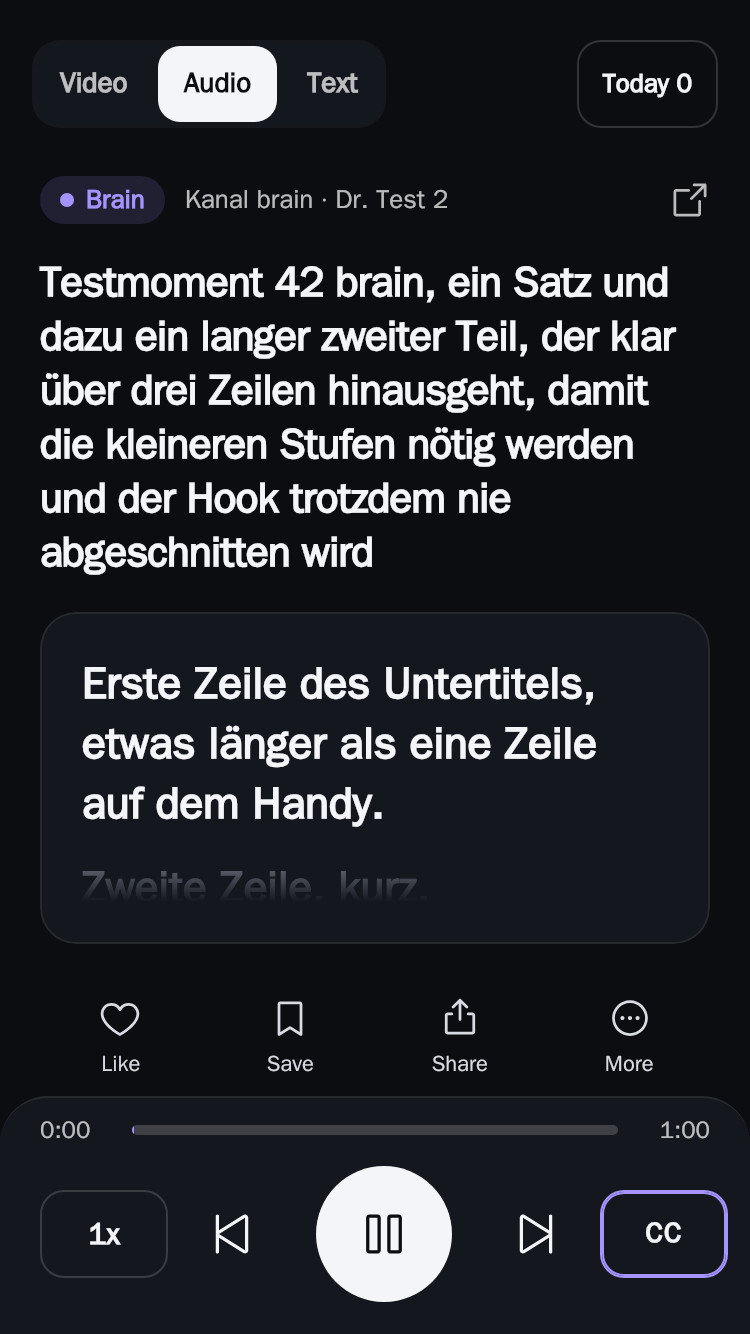 Video Audio Text Today 0
Brain Kanal brain · Dr. Test 2
Testmoment 42 brain, ein Satz und
dazu ein langer zweiter Teil, der klar
über drei Zeilen hinausgeht, damit
die kleineren Stufen nötig werden
und der Hook trotzdem nie
abgeschnitten wird
Erste Zeile des Untertitels,
etwas länger als eine Zeile
auf dem Handy.
Zweite Zeile, kurz.
Like Save Share More
0:00 1:00
1x CC